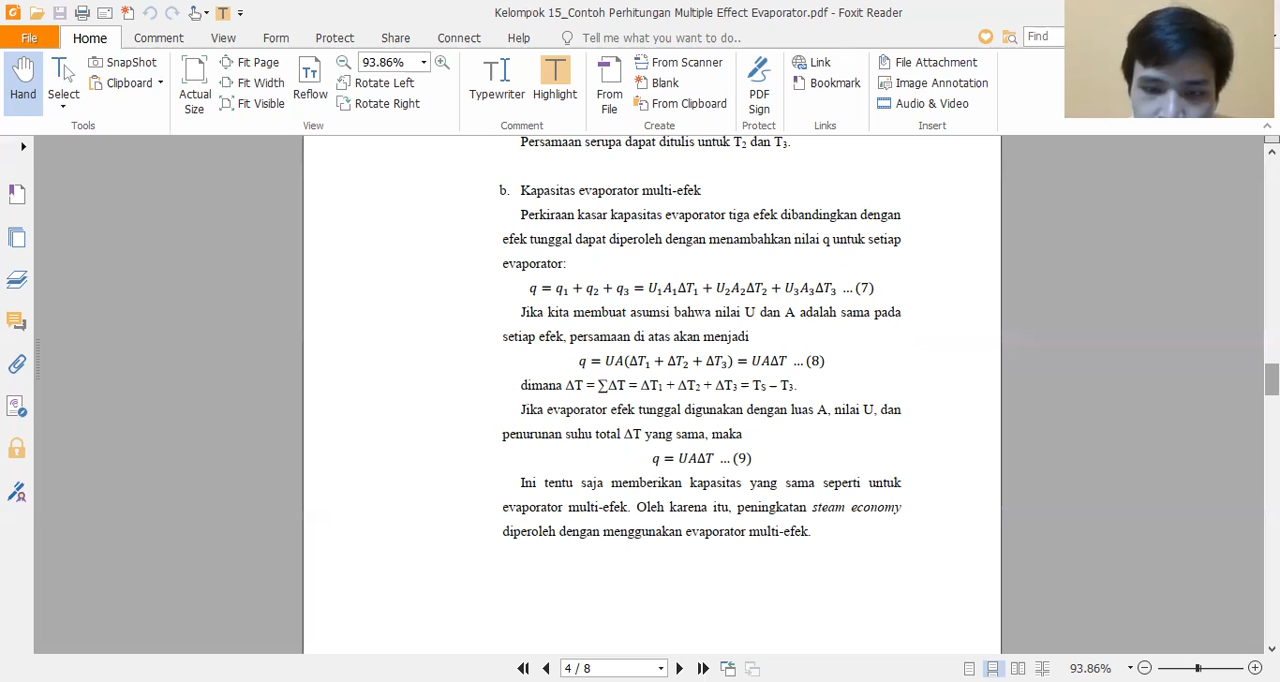 Kelompok 15_Contoh Perhitungan Multiple Effect Evaporator.pdf - Foxit Reader
File Home Comment View Form Protect Share Connect Help Tell me what you want to do.. Find
Hand Select SnapShot Clipboard
Actual Size Fit Page Fit Width Fit Visible Reflow 93.86% Rotate Left Rotate Right
Typewriter Highlight
From File From Scanner Blank From Clipboard
PDF Sign
Link Bookmark
File Attachment Image Annotation Audio & Video
Tools View Comment Create Protect Links Insert
Persamaan serupa dapat ditulis untuk T₂ dan T₃.
b. Kapasitas evaporator multi-efek
Perkiraan kasar kapasitas evaporator tiga efek dibandingkan dengan
efek tunggal dapat diperoleh dengan menambahkan nilai q untuk setiap
evaporator:
q = q₁ + q₂ + q₃ = U₁A₁ΔT₁ + U₂A₂ΔT₂ + U₃A₃ΔT₃ …(7)
Jika kita membuat asumsi bahwa nilai U dan A adalah sama pada
setiap efek, persamaan di atas akan menjadi
q = UA(ΔT₁ + ΔT₂ + ΔT₃) = UAΔT …(8)
dimana ΔT = ∑ΔT = ΔT₁ + ΔT₂ + ΔT₃ = Tₛ – T₃.
Jika evaporator efek tunggal digunakan dengan luas A, nilai U, dan
penurunan suhu total ΔT yang sama, maka
q = UAΔT …(9)
Ini tentu saja memberikan kapasitas yang sama seperti untuk
evaporator multi-efek. Oleh karena itu, peningkatan steam economy
diperoleh dengan menggunakan evaporator multi-efek.
4 / 8
93.86%